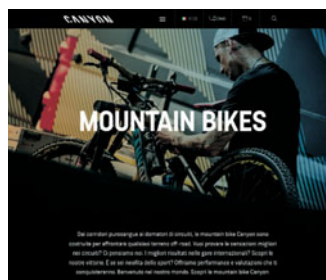 CANYON
MOUNTAIN BIKES
Dai corridori purosangue ai domatori di circuiti, le mountain bike Canyon sono
costruite per affrontare qualsiasi terreno off-road. Vuoi provare le sensazioni migliori
nei circuiti? Ci pensiamo noi. I migliori risultati nelle gare internazionali? Scopri le
nostre vittorie. E se sei neofita dello sport? Offriamo performance e valutazioni che ti
conquisteranno. Benvenuto nel nostro mondo. Scopri le mountain bike Canyon